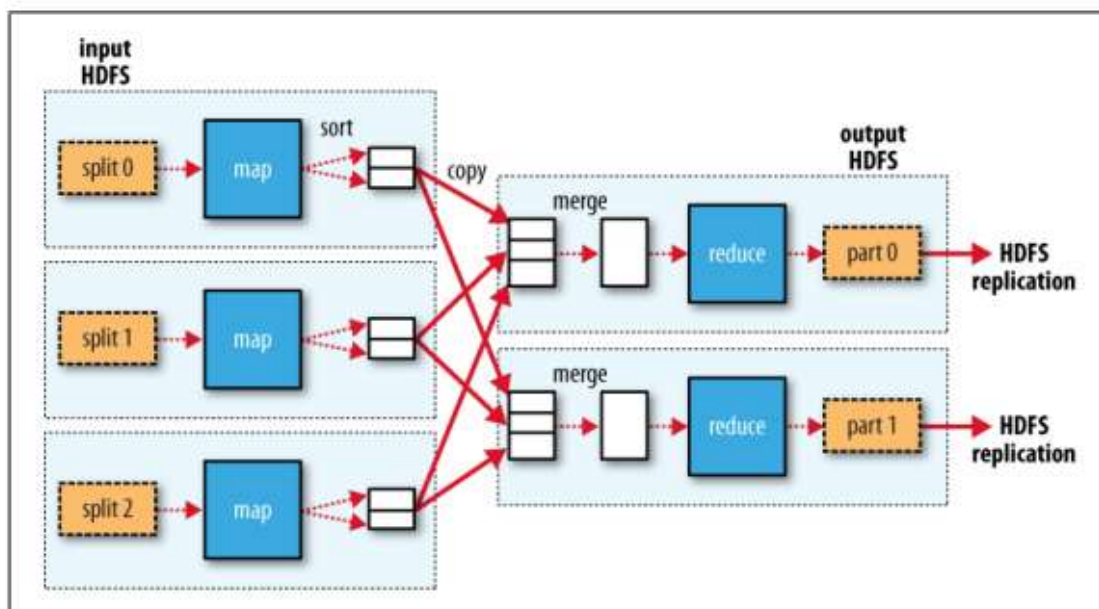 input
HDFS
split 0
map
sort
copy
split 1
map
split 2
map
output
HDFS
merge
reduce
part 0
HDFS
replication
merge
reduce
part 1
HDFS
replication